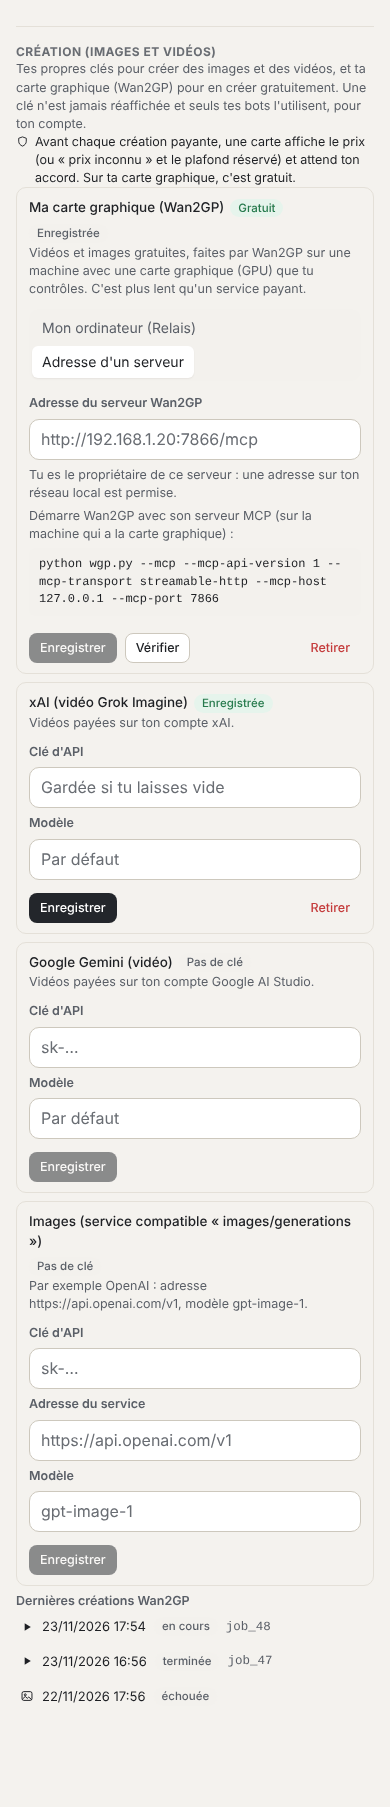 CRÉATION (IMAGES ET VIDÉOS)
Tes propres clés pour créer des images et des vidéos, et ta
carte graphique (Wan2GP) pour en créer gratuitement. Une
clé n'est jamais réaffichée et seuls tes bots l'utilisent, pour
ton compte.
Avant chaque création payante, une carte affiche le prix
(ou « prix inconnu » et le plafond réservé) et attend ton
accord. Sur ta carte graphique, c'est gratuit.
Ma carte graphique (Wan2GP) Gratuit
Enregistrée
Vidéos et images gratuites, faites par Wan2GP sur une
machine avec une carte graphique (GPU) que tu
contrôles. C'est plus lent qu'un service payant.
Mon ordinateur (Relais)
Adresse d'un serveur
Adresse du serveur Wan2GP
http://192.168.1.20:7866/mcp
Tu es le propriétaire de ce serveur : une adresse sur ton
réseau local est permise.
Démarre Wan2GP avec son serveur MCP (sur la
machine qui a la carte graphique) :
python wgp.py --mcp --mcp-api-version 1 --
mcp-transport streamable-http --mcp-host
127.0.0.1 --mcp-port 7866
Enregistrer Vérifier Retirer
xAI (vidéo Grok Imagine) Enregistrée
Vidéos payées sur ton compte xAI.
Clé d'API
Gardée si tu laisses vide
Modèle
Par défaut
Enregistrer Retirer
Google Gemini (vidéo) Pas de clé
Vidéos payées sur ton compte Google AI Studio.
Clé d'API
sk-...
Modèle
Par défaut
Enregistrer
Images (service compatible « images/generations
»)
Pas de clé
Par exemple OpenAI : adresse
https://api.openai.com/v1, modèle gpt-image-1.
Clé d'API
sk-...
Adresse du service
https://api.openai.com/v1
Modèle
gpt-image-1
Enregistrer
Dernières créations Wan2GP
23/11/2026 17:54 en cours job_48
23/11/2026 16:56 terminée job_47
22/11/2026 17:56 échouée